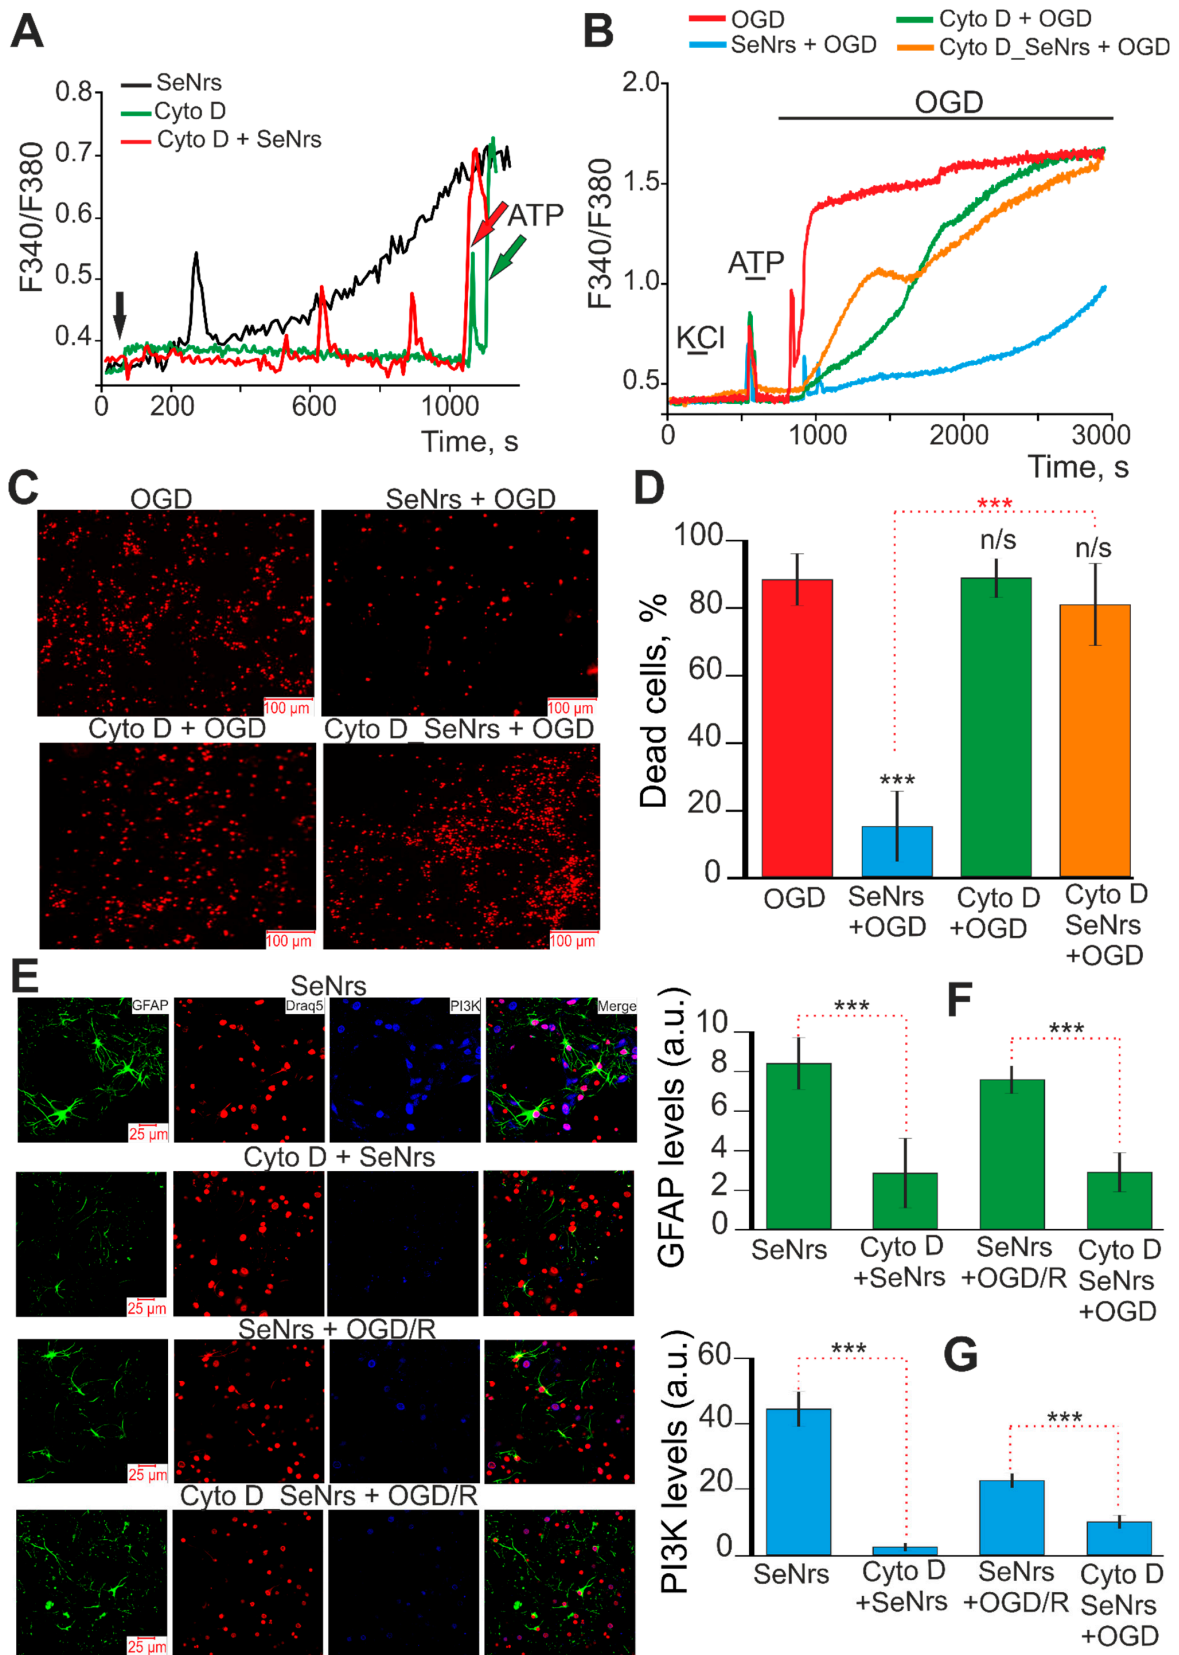 A
SeNrs
Cyto D
Cyto D + SeNrs
ATP
F340/F380
0.8
0.7
0.6
0.5
0.4
0
200
600
1000
Time, s
B
OGD
SeNrs + OGD
Cyto D + OGD
Cyto D_SeNrs + OGD
OGD
ATP
KCl
F340/F380
2.0
1.5
1.0
0.5
0
1000
2000
3000
Time, s
C
OGD
SeNrs + OGD
100 µm
100 µm
Cyto D + OGD
Cyto D_SeNrs + OGD
100 µm
100 µm
D
***
n/s
n/s
***
Dead cells, %
100
80
60
40
20
0
OGD
SeNrs
+OGD
Cyto D
+OGD
Cyto D
SeNrs
+OGD
E
SeNrs
GFAP
Draq5
PI3K
Merge
25 µm
Cyto D + SeNrs
25 µm
SeNrs + OGD/R
25 µm
Cyto D_SeNrs + OGD/R
25 µm
F
***
***
GFAP levels (a.u.)
10
8
6
4
2
0
SeNrs
Cyto D
+SeNrs
SeNrs
+OGD/R
Cyto D
SeNrs
+OGD
G
***
***
PI3K levels (a.u.)
60
40
20
0
SeNrs
Cyto D
+SeNrs
SeNrs
+OGD/R
Cyto D
SeNrs
+OGD